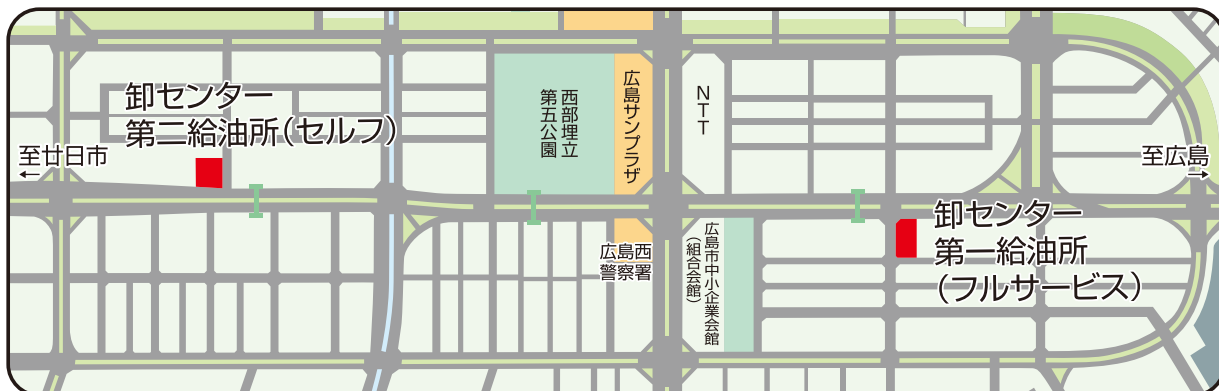 卸センター
第二給油所(セルフ)
至廿日市
←
西部埋立
第五公園
広島サンプラザ
NTT
至広島
→
卸センター
第一給油所
(フルサービス)
広島西
警察署
広島市中小企業会館
(組合会館)